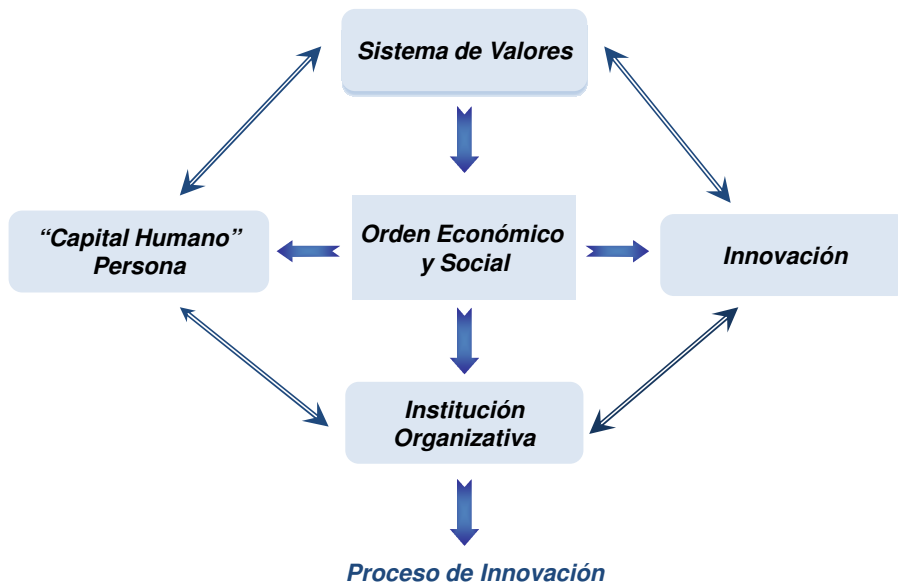 Sistema de Valores
“Capital Humano”
Persona
Orden Económico
y Social
Innovación
Institución
Organizativa
Proceso de Innovación